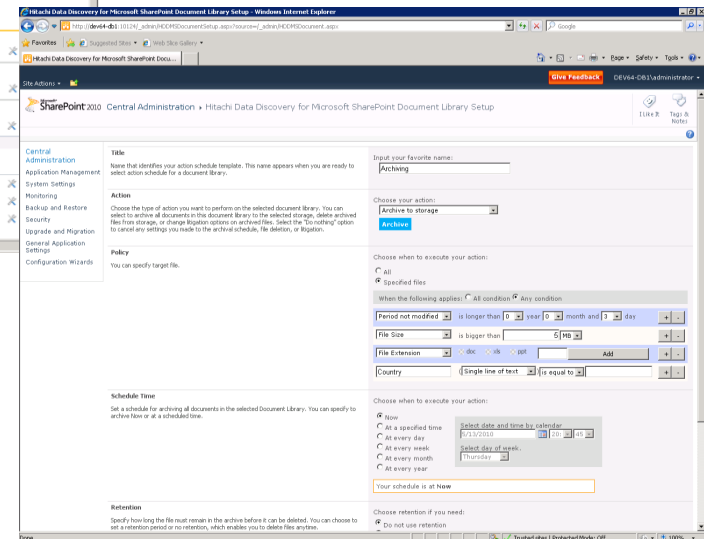 Hitachi Data Discovery for Microsoft SharePoint Document Library Setup - Windows Internet Explorer
http://dev64-db1:10124/_admin/HDDMSDocumentSetup.aspx?source=/_admin/HDDMSDocument.aspx
Google
Favorites Suggested Sites Web Slice Gallery
Hitachi Data Discovery for Microsoft SharePoint Docu...
Page Safety Tools
Site Actions Give Feedback DEV64-DB1\administrator
Microsoft SharePoint 2010 Central Administration Hitachi Data Discovery for Microsoft SharePoint Document Library Setup
I Like It Tags & Notes
Central Administration
Application Management
System Settings
Monitoring
Backup and Restore
Security
Upgrade and Migration
General Application Settings
Configuration Wizards
Title
Name that identifies your action schedule template. This name appears when you are ready to
select action schedule for a document library.
Input your favorite name:
Archiving
Action
Choose the type of action you want to perform on the selected document library. You can
select to archive all documents in this document library to the selected storage, delete archived
files from storage, or change litigation options on archived files. Select the "Do nothing" option
to cancel any settings you made to the archival schedule, file deletion, or litigation.
Choose your action:
Archive to storage
Archive
Policy
You can specify target file.
Choose when to execute your action:
All
Specified files
When the following applies: All condition Any condition
Period not modified is longer than 0 year 0 month and 3 day + -
File Size is bigger than 5 MB + -
File Extension doc xls ppt Add + -
Country (Single line of text) is equal to + -
Schedule Time
Set a schedule for archiving all documents in the selected Document Library. You can specify to
archive Now or at a scheduled time.
Choose when to execute your action:
Now
At a specified time
At every day
At every week
At every month
At every year
Select date and time by calendar
5/13/2010 20: 45
Select day of week.
Thursday
Your schedule is at Now
Retention
Specify how long the file must remain in the archive before it can be deleted. You can choose to
set a retention period or no retention, which enables you to delete files anytime.
Choose retention if you need:
Do not use retention
Done Trusted sites | Protected Mode: Off 100%